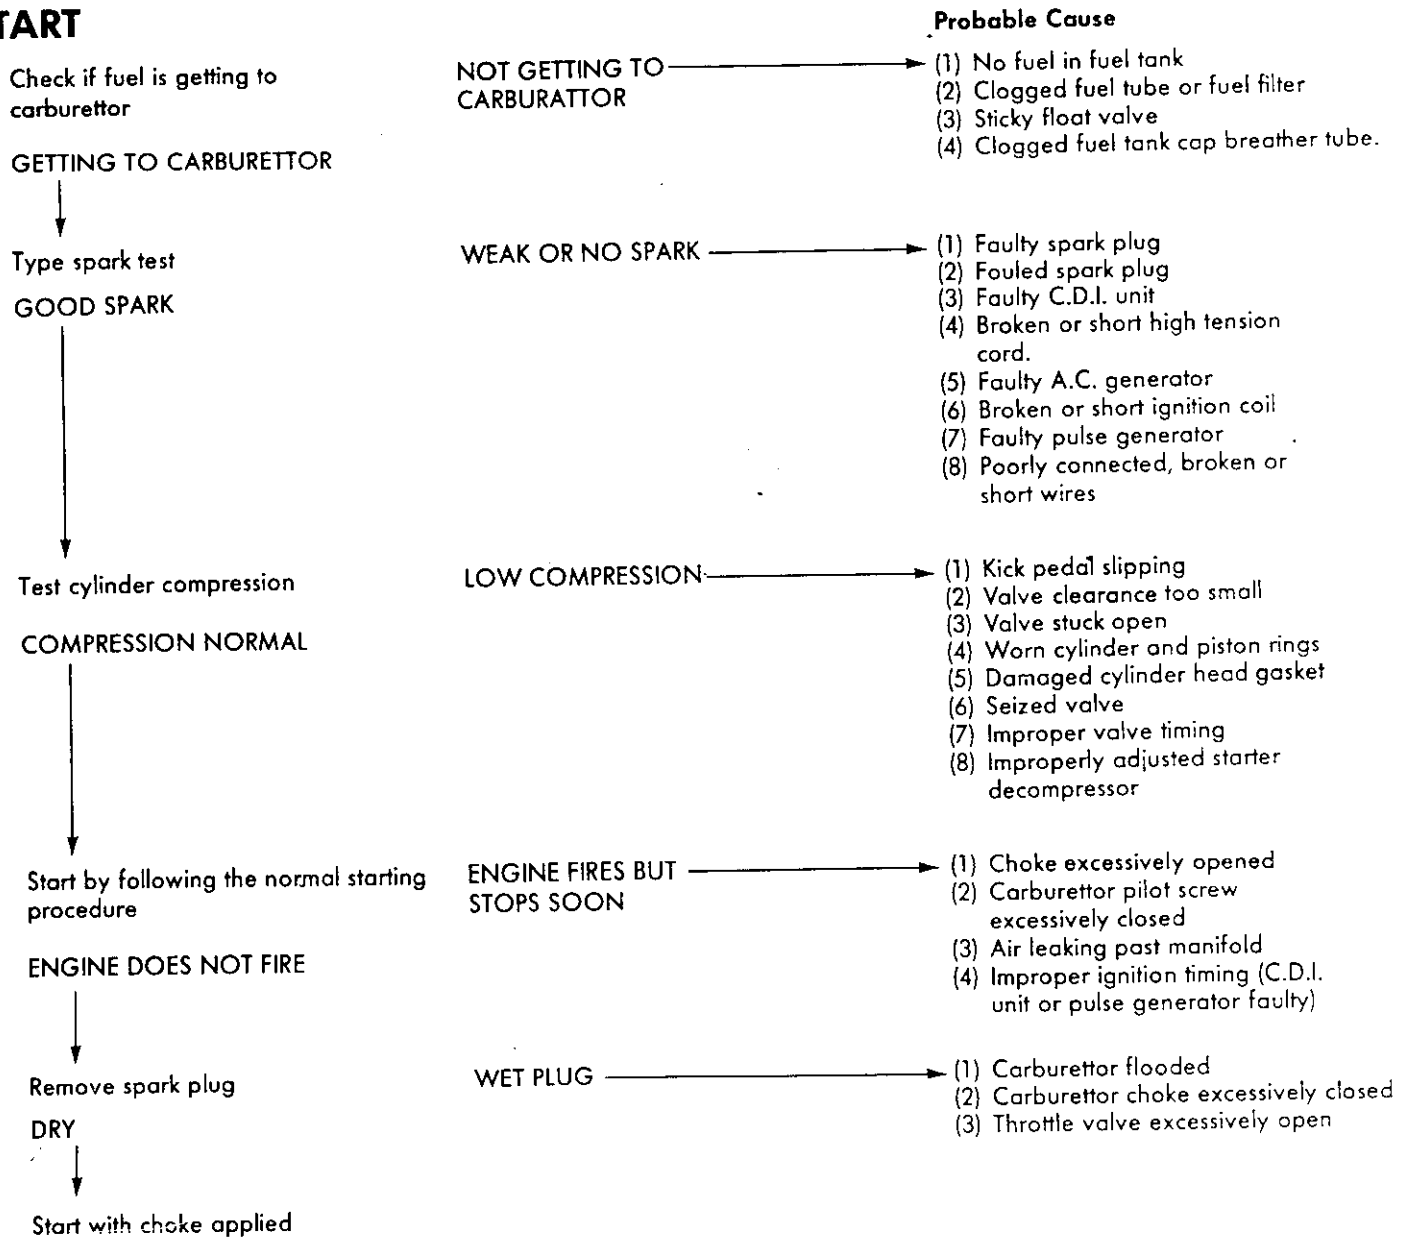 TART
Probable Cause
Check if fuel is getting to
carburettor
NOT GETTING TO
CARBURATTOR
(1) No fuel in fuel tank
(2) Clogged fuel tube or fuel filter
(3) Sticky float valve
(4) Clogged fuel tank cap breather tube.
GETTING TO CARBURETTOR
Type spark test
WEAK OR NO SPARK
(1) Faulty spark plug
(2) Fouled spark plug
(3) Faulty C.D.I. unit
(4) Broken or short high tension
cord.
(5) Faulty A.C. generator
(6) Broken or short ignition coil
(7) Faulty pulse generator
(8) Poorly connected, broken or
short wires
GOOD SPARK
Test cylinder compression
LOW COMPRESSION
(1) Kick pedal slipping
(2) Valve clearance too small
(3) Valve stuck open
(4) Worn cylinder and piston rings
(5) Damaged cylinder head gasket
(6) Seized valve
(7) Improper valve timing
(8) Improperly adjusted starter
decompressor
COMPRESSION NORMAL
Start by following the normal starting
procedure
ENGINE FIRES BUT
STOPS SOON
(1) Choke excessively opened
(2) Carburettor pilot screw
excessively closed
(3) Air leaking past manifold
(4) Improper ignition timing (C.D.I.
unit or pulse generator faulty)
ENGINE DOES NOT FIRE
Remove spark plug
WET PLUG
(1) Carburettor flooded
(2) Carburettor choke excessively closed
(3) Throttle valve excessively open
DRY
Start with choke applied